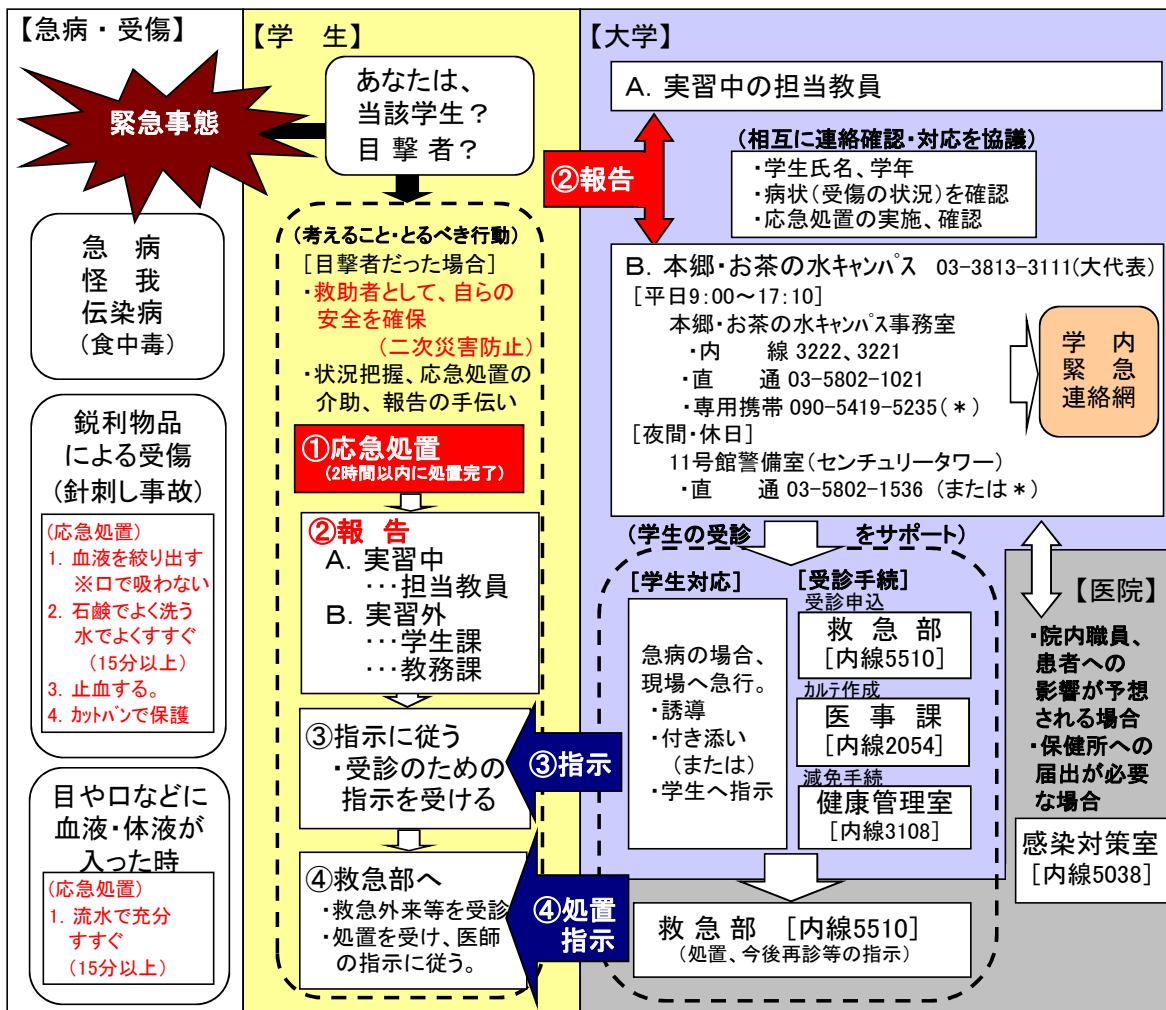 【急病・受傷】
緊急事態
急　病
怪　我
伝染病
(食中毒)
鋭利物品
による受傷
(針刺し事故)
(応急処置)
1. 血液を絞り出す
※口で吸わない
2. 石鹸でよく洗う
水でよくすすぐ
(15分以上)
3. 止血する。
4. カットバンで保護
目や口などに
血液・体液が
入った時
(応急処置)
1. 流水で充分
すすぐ
(15分以上)
【学　生】
あなたは、
当該学生？
目 撃 者？
(考えること・とるべき行動)
[目撃者だった場合]
・救助者として、自らの
安全を確保
(二次災害防止)
・状況把握、応急処置の
介助、報告の手伝い
①応急処置
(2時間以内に処置完了)
②報 告
A. 実習中
…担当教員
B. 実習外
…学生課
…教務課
③指示に従う
・受診のための
指示を受ける
④救急部へ
・救急外来等を受診
・処置を受け、医師
の指示に従う。
【大学】
A. 実習中の担当教員
②報告
(相互に連絡確認・対応を協議)
・学生氏名、学年
・病状(受傷の状況)を確認
・応急処置の実施、確認
B. 本郷・お茶の水キャンパス 03-3813-3111(大代表)
[平日9:00～17:10]
本郷・お茶の水キャンパス事務室
・内　　線 3222、3221
・直　　通 03-5802-1021
・専用携帯 090-5419-5235(＊)
[夜間・休日]
11号館警備室(センチュリータワー)
・直　　通 03-5802-1536 (または＊)
学　内
緊　急
連絡網
(学生の受診　　　をサポート)
[学生対応]
急病の場合、
現場へ急行。
・誘導
・付き添い
(または)
・学生へ指示
[受診手続]
受診申込
救 急 部
[内線5510]
カルテ作成
医 事 課
[内線2054]
減免手続
健康管理室
[内線3108]
③指示
④処置
指示
救 急 部　[内線5510]
(処置、今後再診等の指示)
【医院】
・院内職員、
患者への
影響が予想
される場合
・保健所への
届出が必要
な場合
感染対策室
[内線5038]